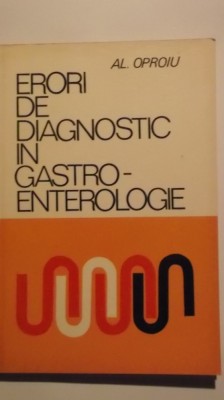 AL. OPROIU
ERORI
DE
DIAGNOSTIC
IN
GASTRO-
ENTEROLOGIE